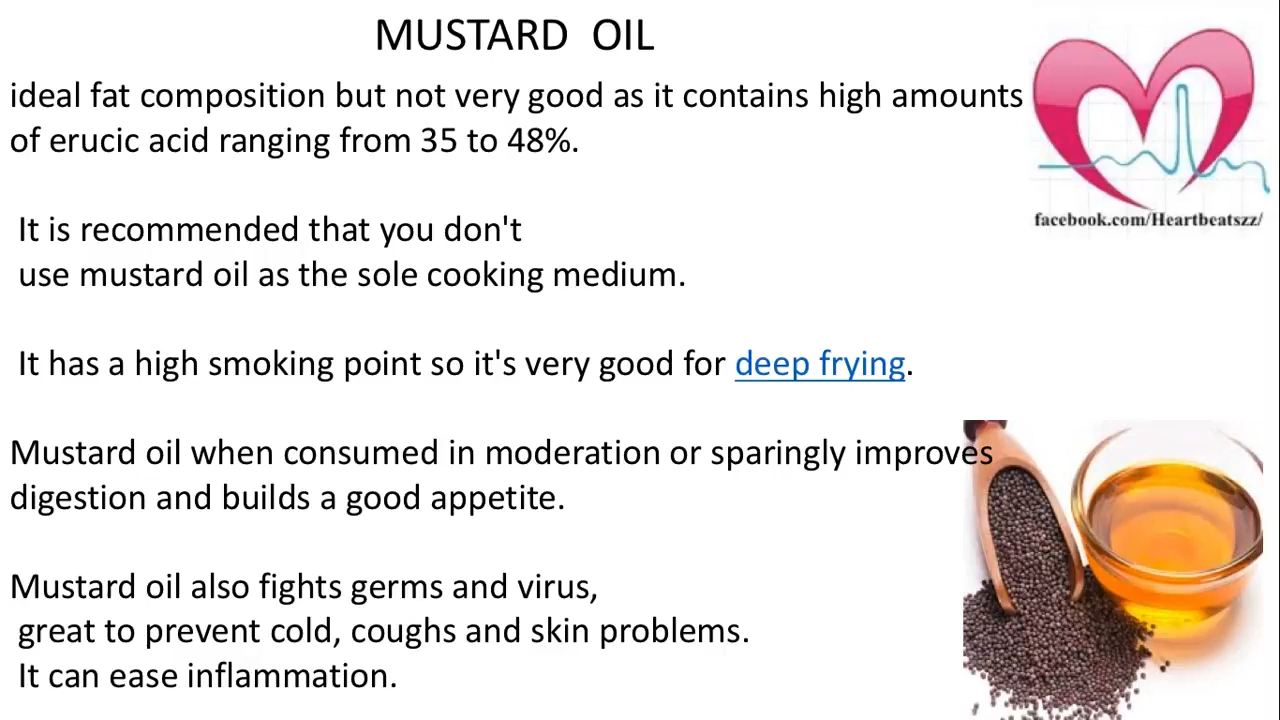 MUSTARD OIL
ideal fat composition but not very good as it contains high amounts
of erucic acid ranging from 35 to 48%.
facebook.com/Heartbeatszz/
It is recommended that you don't
use mustard oil as the sole cooking medium.
It has a high smoking point so it's very good for deep frying.
Mustard oil when consumed in moderation or sparingly improves
digestion and builds a good appetite.
Mustard oil also fights germs and virus,
great to prevent cold, coughs and skin problems.
It can ease inflammation.